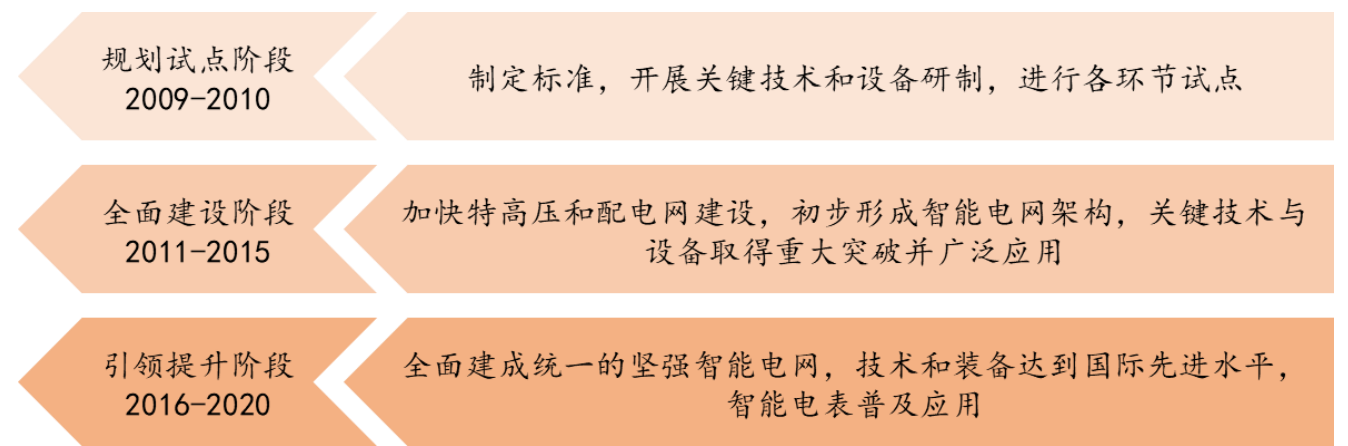 规划试点阶段
2009-2010
制定标准，开展关键技术和设备研制，进行各环节试点
全面建设阶段
2011-2015
加快特高压和配电网建设，初步形成智能电网架构，关键技术与
设备取得重大突破并广泛应用
引领提升阶段
2016-2020
全面建成统一的坚强智能电网，技术和装备达到国际先进水平，
智能电表普及应用